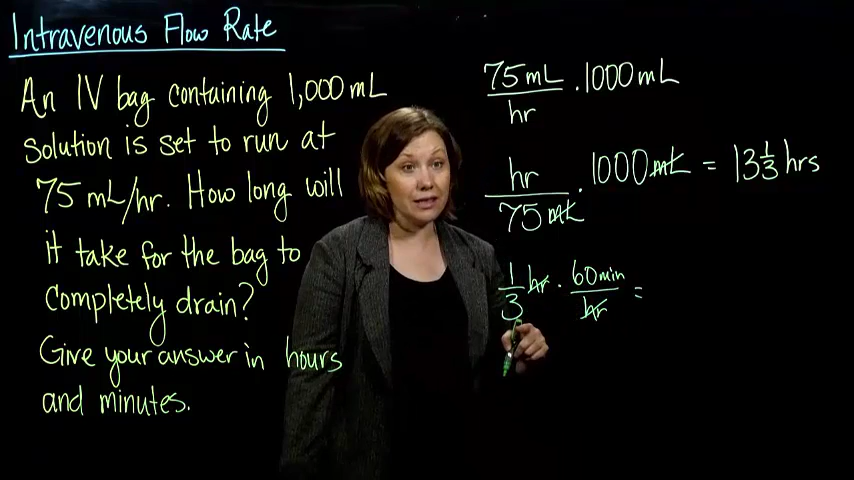 Intravenous Flow Rate
An IV bag containing 1,000 mL
solution is set to run at
75 mL/hr. How long will
it take for the bag to
completely drain?
Give your answer in hours
and minutes.
75 mL/hr · 1000 mL
hr/75 mL · 1000 mL = 13 1/3 hrs
1/3 hr · 60 min/hr =